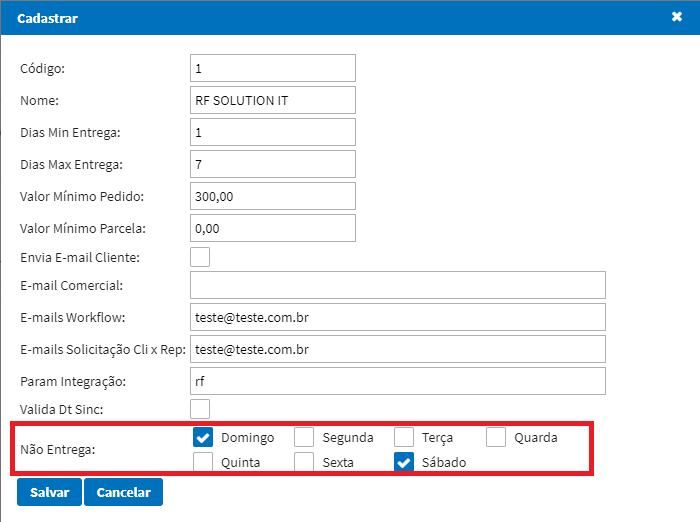 Cadastrar
Código: 1
Nome: RF SOLUTION IT
Dias Min Entrega: 1
Dias Max Entrega: 7
Valor Mínimo Pedido: 300,00
Valor Mínimo Parcela: 0,00
Envia E-mail Cliente:
E-mail Comercial:
E-mails Workflow: teste@teste.com.br
E-mails Solicitação Cli x Rep: teste@teste.com.br
Param Integração: rf
Valida Dt Sinc:
Não Entrega:
Domingo Segunda Terça Quarda
Quinta Sexta Sábado
Salvar Cancelar